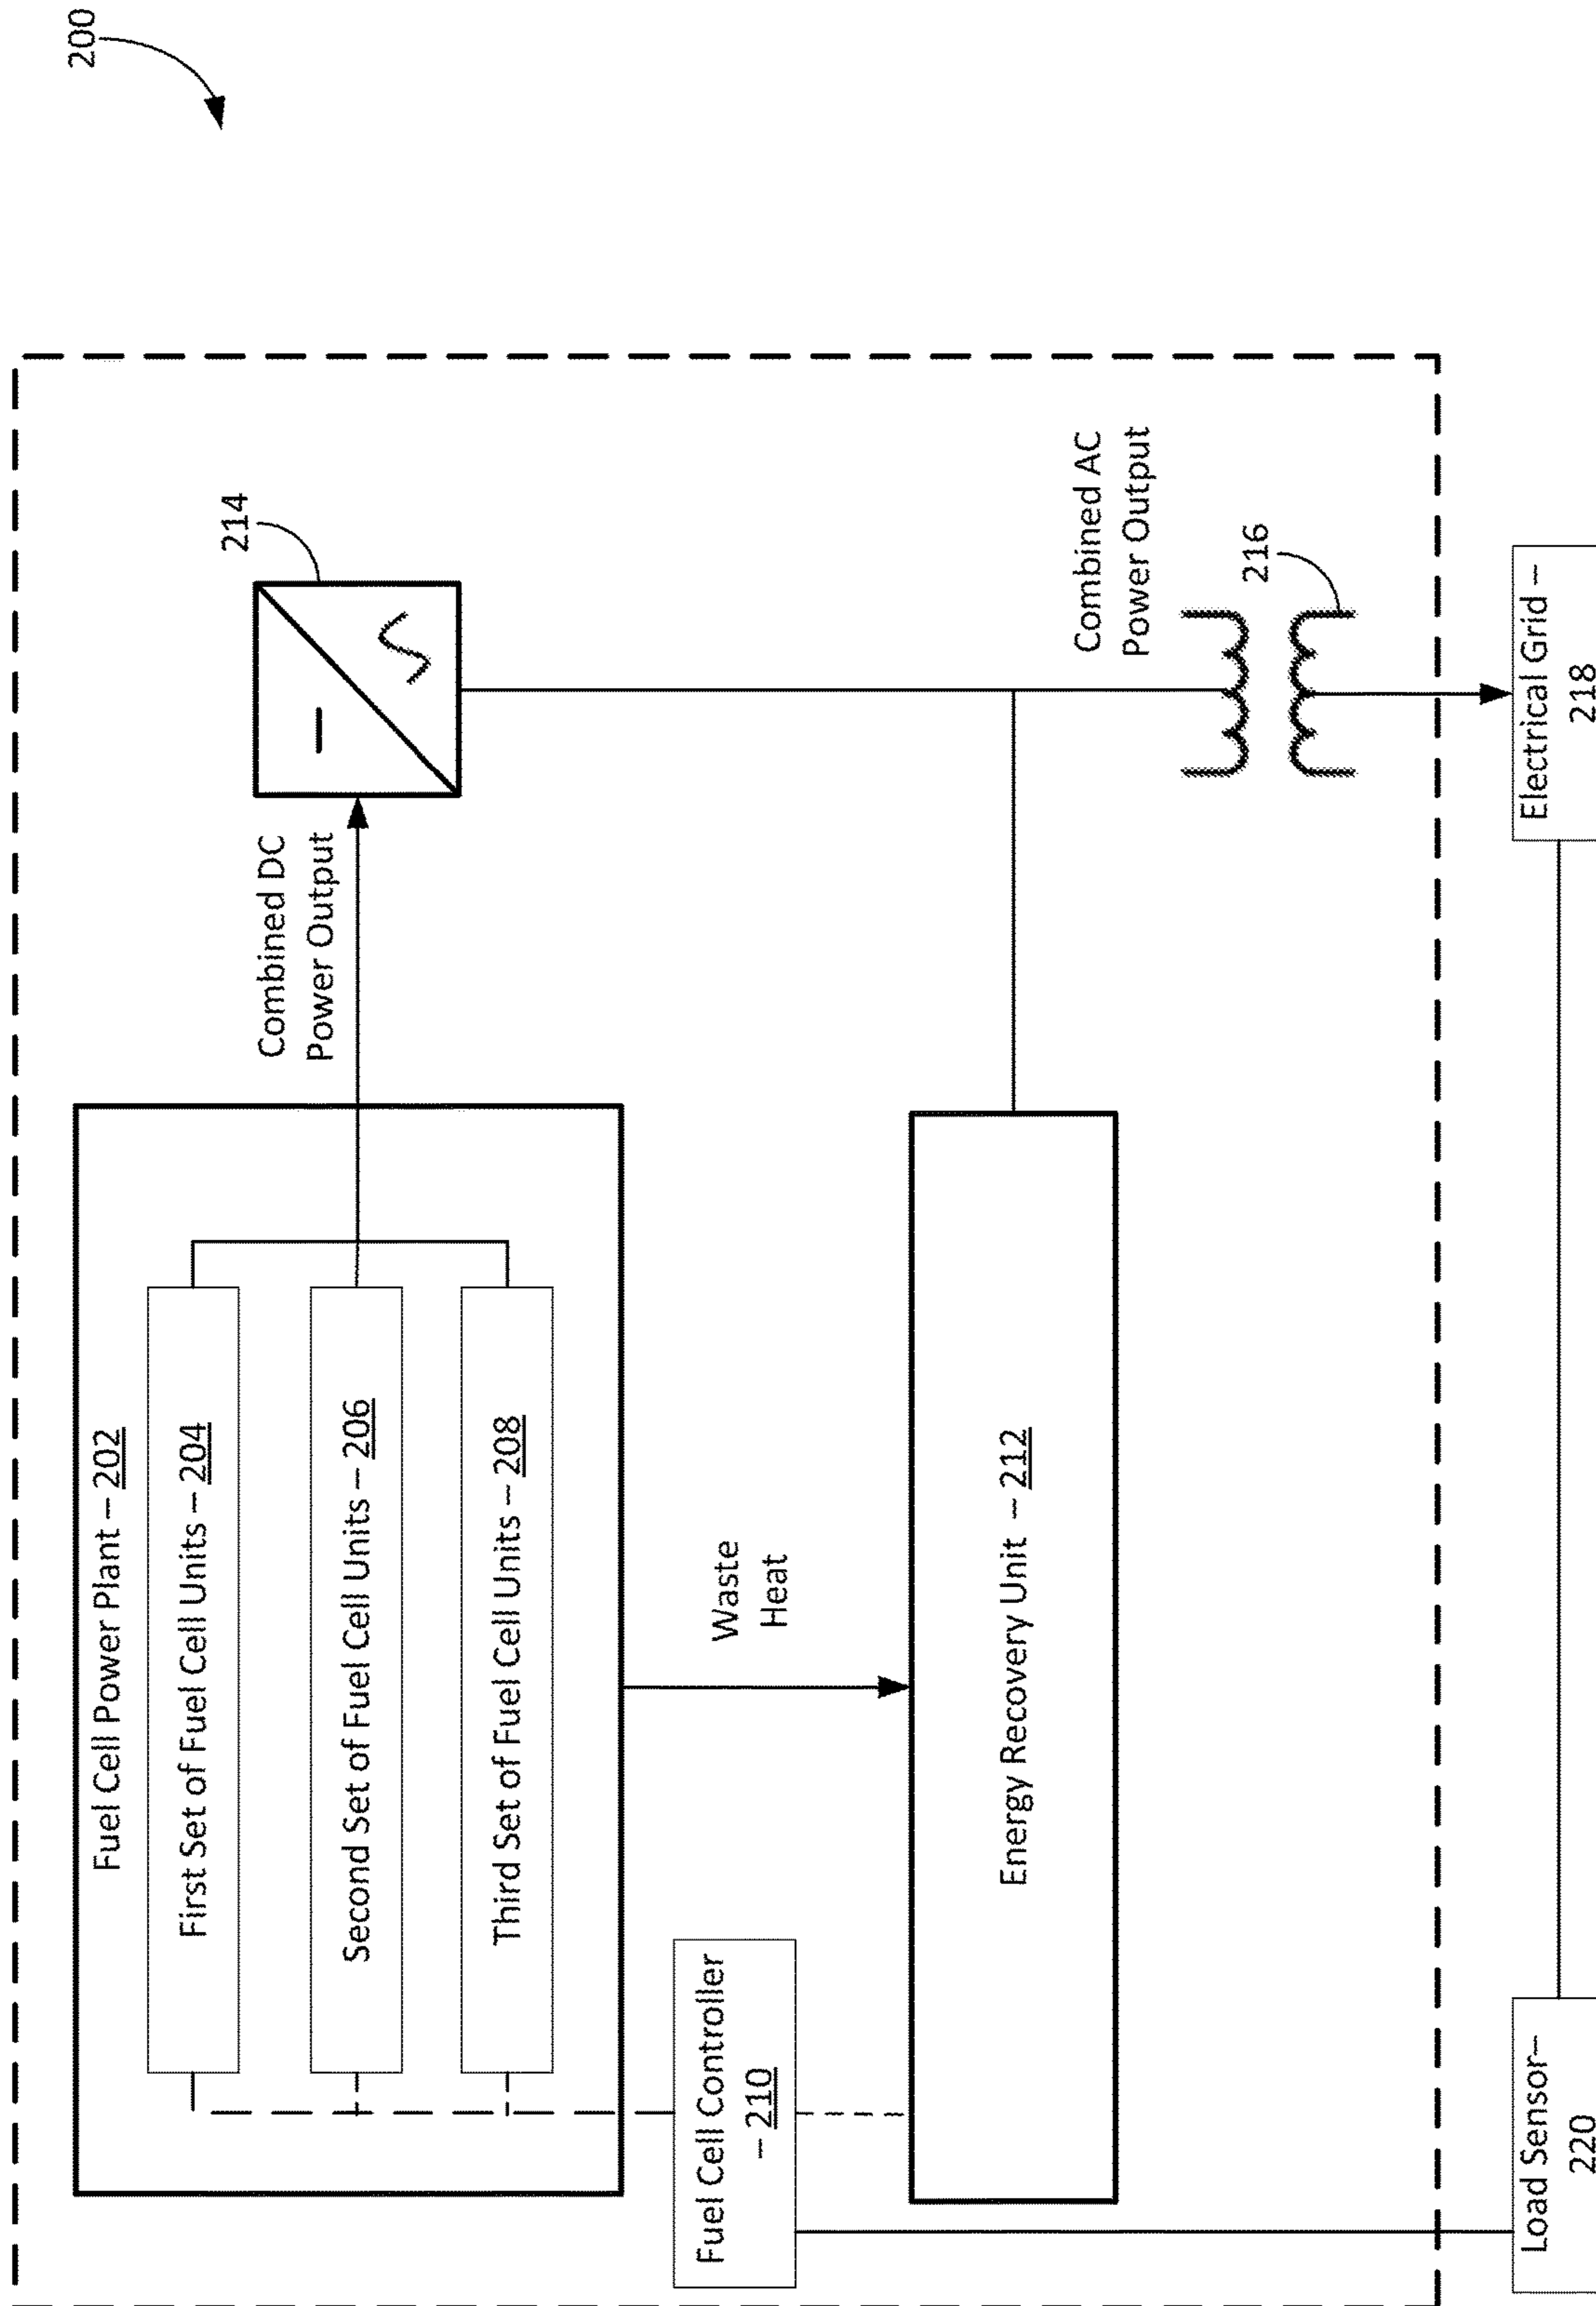 200
Fuel Cell Power Plant – 202
First Set of Fuel Cell Units – 204
Second Set of Fuel Cell Units – 206
Third Set of Fuel Cell Units – 208
Combined DC
Power Output
214
Waste
Heat
Fuel Cell Controller
– 210
Energy Recovery Unit – 212
Combined AC
Power Output
216
Load Sensor–
220
Electrical Grid –
218